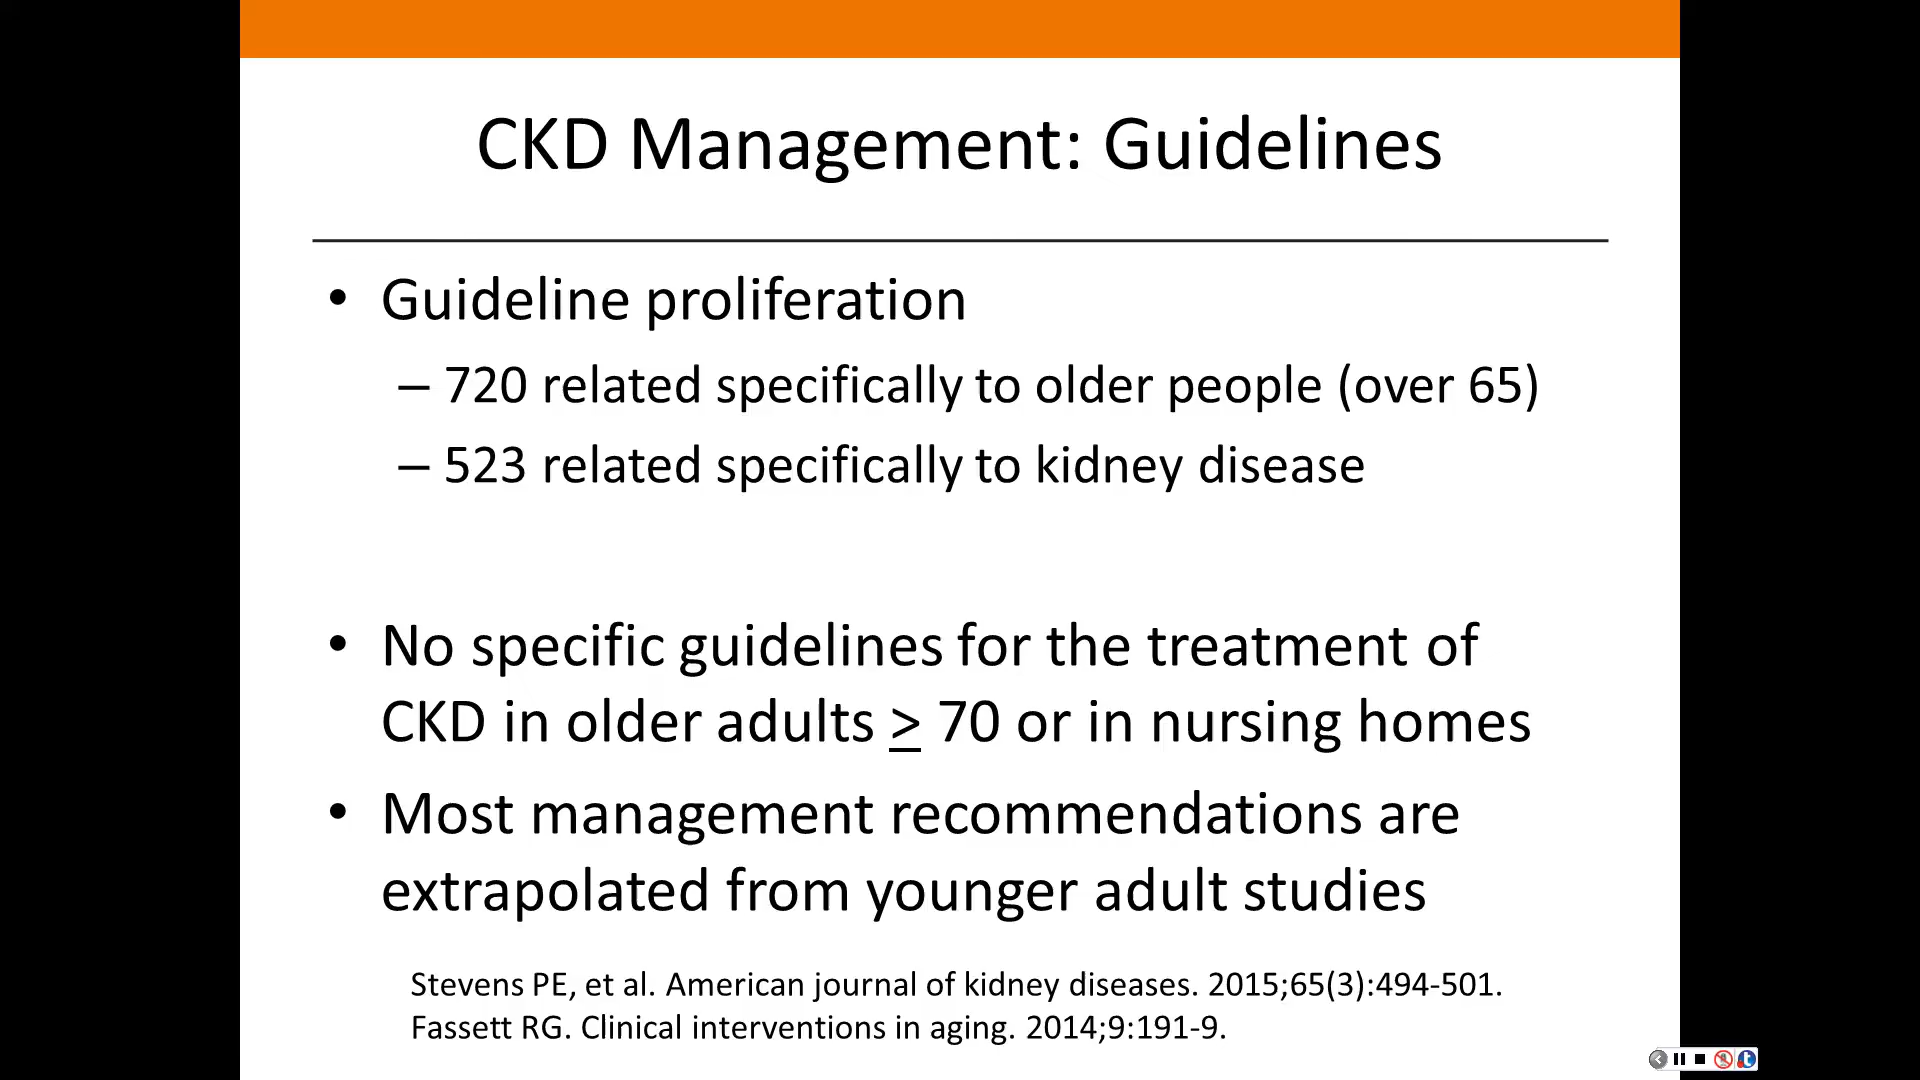 CKD Management: Guidelines
• Guideline proliferation
– 720 related specifically to older people (over 65)
– 523 related specifically to kidney disease
• No specific guidelines for the treatment of
CKD in older adults > 70 or in nursing homes
• Most management recommendations are
extrapolated from younger adult studies
Stevens PE, et al. American journal of kidney diseases. 2015;65(3):494-501.
Fassett RG. Clinical interventions in aging. 2014;9:191-9.